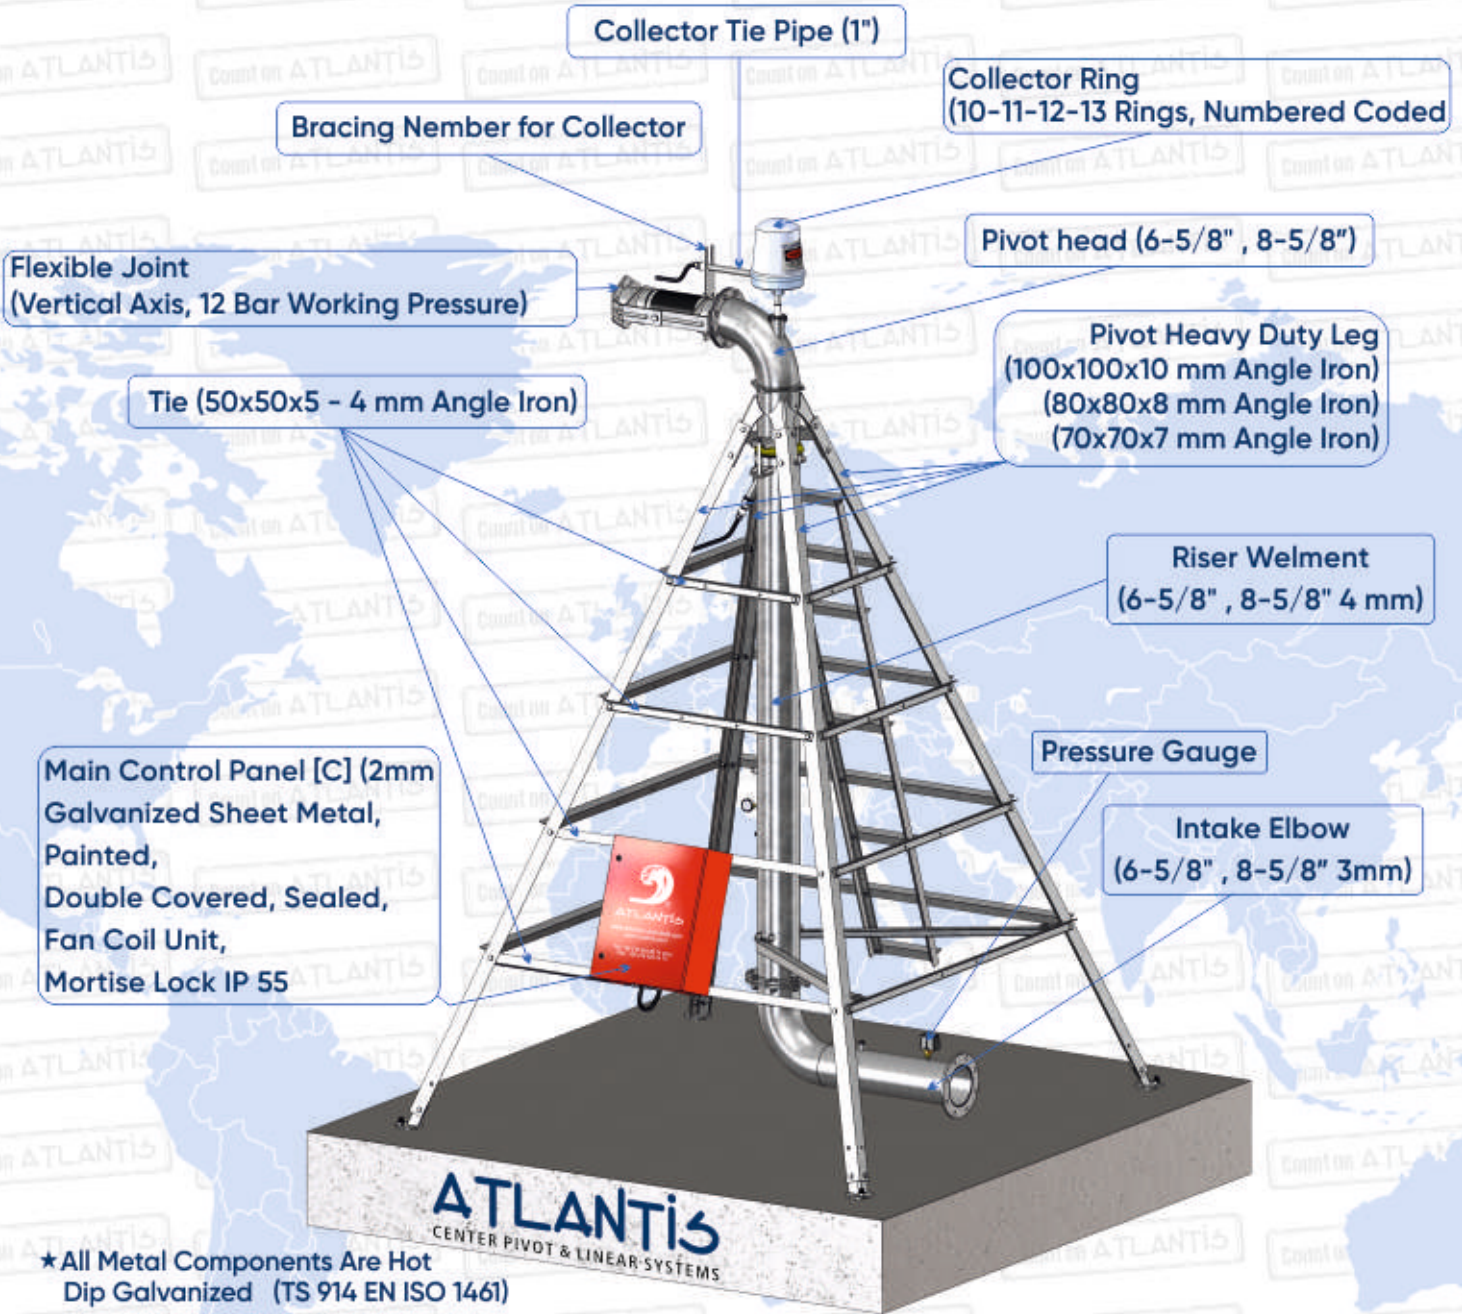 Collector Tie Pipe (1")
Collector Ring
(10-11-12-13 Rings, Numbered Coded
Bracing Nember for Collector
Pivot head (6-5/8" , 8-5/8")
Flexible Joint
(Vertical Axis, 12 Bar Working Pressure)
Pivot Heavy Duty Leg
(100x100x10 mm Angle Iron)
(80x80x8 mm Angle Iron)
(70x70x7 mm Angle Iron)
Tie (50x50x5 - 4 mm Angle Iron)
Riser Welment
(6-5/8" , 8-5/8" 4 mm)
Pressure Gauge
Main Control Panel [C] (2mm
Galvanized Sheet Metal,
Painted,
Double Covered, Sealed,
Fan Coil Unit,
Mortise Lock IP 55
Intake Elbow
(6-5/8" , 8-5/8" 3mm)
ATLANTiS
ATLANTiS
CENTER PIVOT & LINEAR SYSTEMS
★All Metal Components Are Hot
Dip Galvanized (TS 914 EN ISO 1461)
Count on ATLANTiS